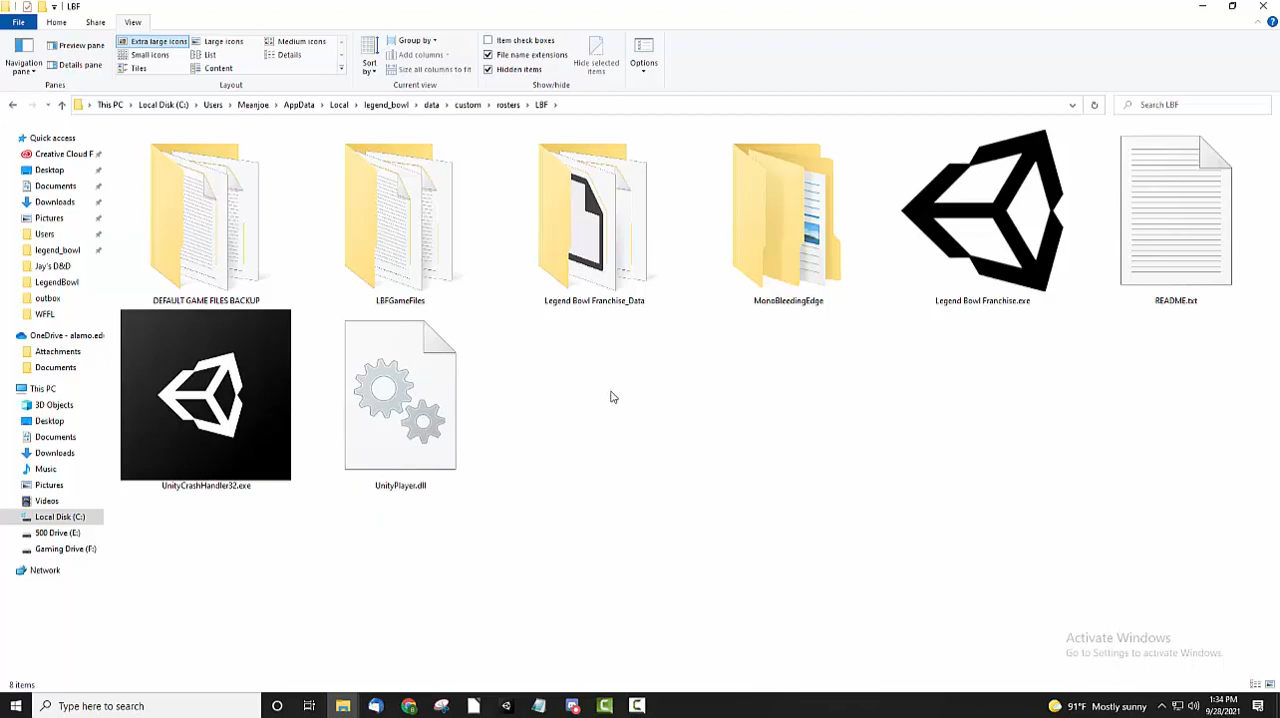 LBF
File Home Share View
Navigation pane
Preview pane
Details pane
Panes
Extra large icons Large icons Medium icons
Small icons List Details
Tiles Content
Layout
Sort by
Group by
Add columns
Size all columns to fit
Current view
Item check boxes
File name extensions
Hidden items
Hide selected items
Show/hide
Options
This PC > Local Disk (C:) > Users > Meanjoe > AppData > Local > legend_bowl > data > custom > rosters > LBF >
Search LBF
Quick access
Creative Cloud F
Desktop
Documents
Downloads
Pictures
Users
legend_bowl
Jay's D&D
LegendBowl
outbox
WFFL
OneDrive - alamo.ed
Attachments
Documents
This PC
3D Objects
Desktop
Documents
Downloads
Music
Pictures
Videos
Local Disk (C:)
500 Drive (E:)
Gaming Drive (F:)
Network
DEFAULT GAME FILES BACKUP
LBFGameFiles
Legend Bowl Franchise_Data
MonoBleedingEdge
Legend Bowl Franchise.exe
README.txt
UnityCrashHandler32.exe
UnityPlayer.dll
Activate Windows
Go to Settings to activate Windows.
8 items
Type here to search
91°F Mostly sunny
1:34 PM
9/28/2021